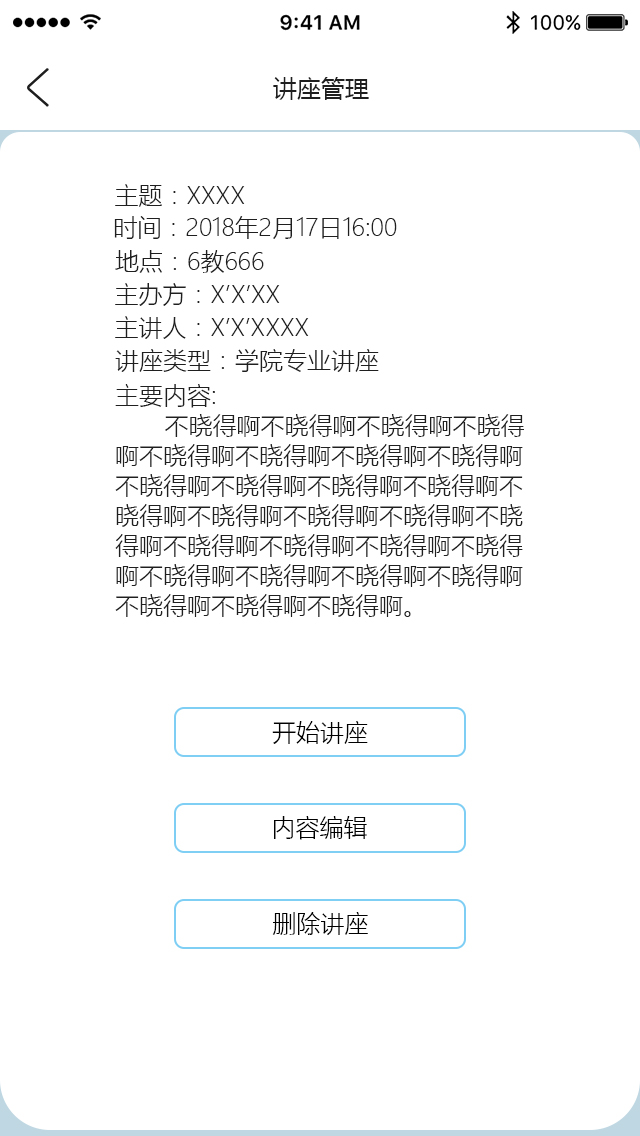 9:41 AM
100%
讲座管理
主题：XXXX
时间：2018年2月17日16:00
地点：6教666
主办方：X'X'XX
主讲人：X'X'XXXX
讲座类型：学院专业讲座
主要内容:
不晓得啊不晓得啊不晓得啊不晓得
啊不晓得啊不晓得啊不晓得啊不晓得啊
不晓得啊不晓得啊不晓得啊不晓得啊不
晓得啊不晓得啊不晓得啊不晓得啊不晓
得啊不晓得啊不晓得啊不晓得啊不晓得
啊不晓得啊不晓得啊不晓得啊不晓得啊
不晓得啊不晓得啊不晓得啊。
开始讲座
内容编辑
删除讲座